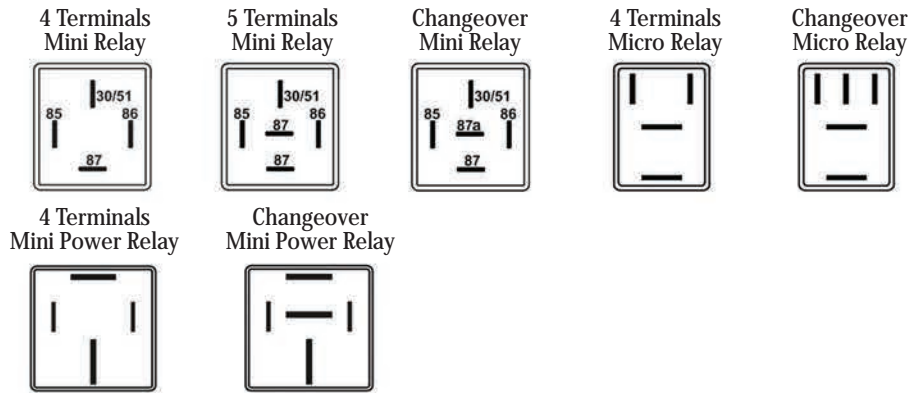 4 Terminals
Mini Relay
5 Terminals
Mini Relay
Changeover
Mini Relay
4 Terminals
Micro Relay
Changeover
Micro Relay
30/51
85
86
87
30/51
85
86
87
87
30/51
85
86
87a
87
4 Terminals
Mini Power Relay
Changeover
Mini Power Relay